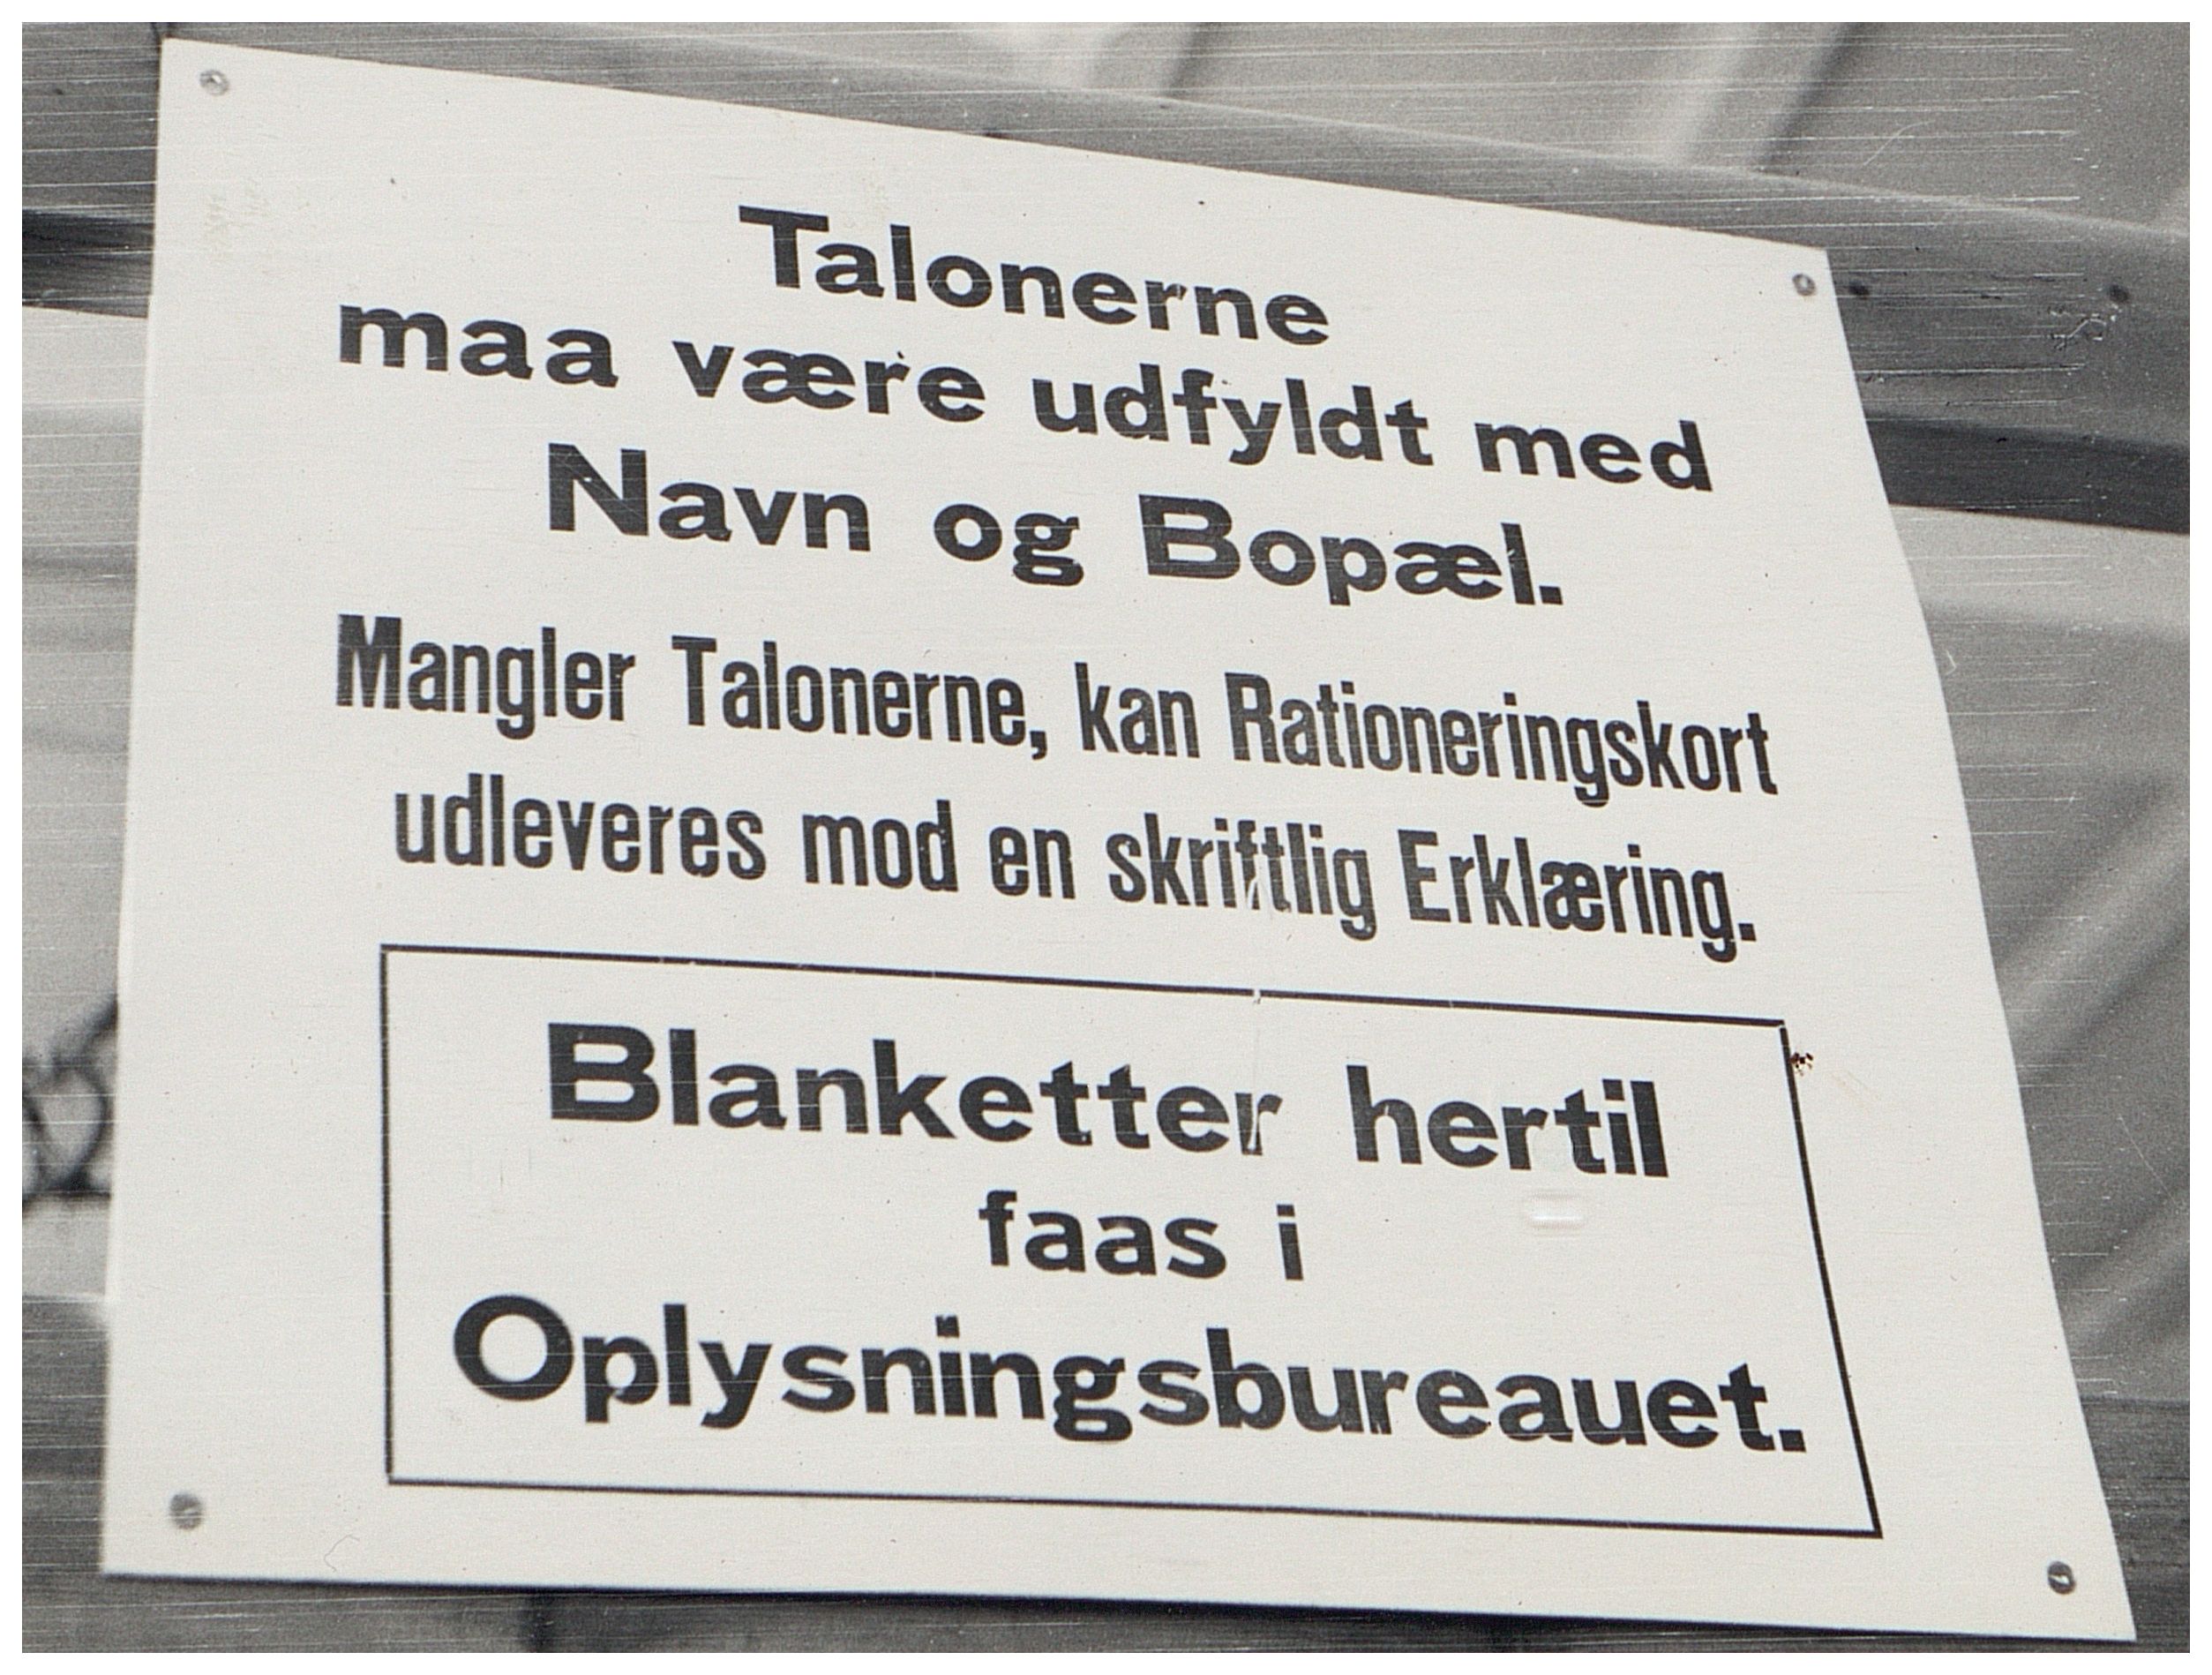 Talonerne
maa være udfyldt med
Navn og Bopæl.
Mangler Talonerne, kan Rationeringskort
udleveres mod en skriftlig Erklæring.
Blanketter hertil
faas i
Oplysningsbureauet.